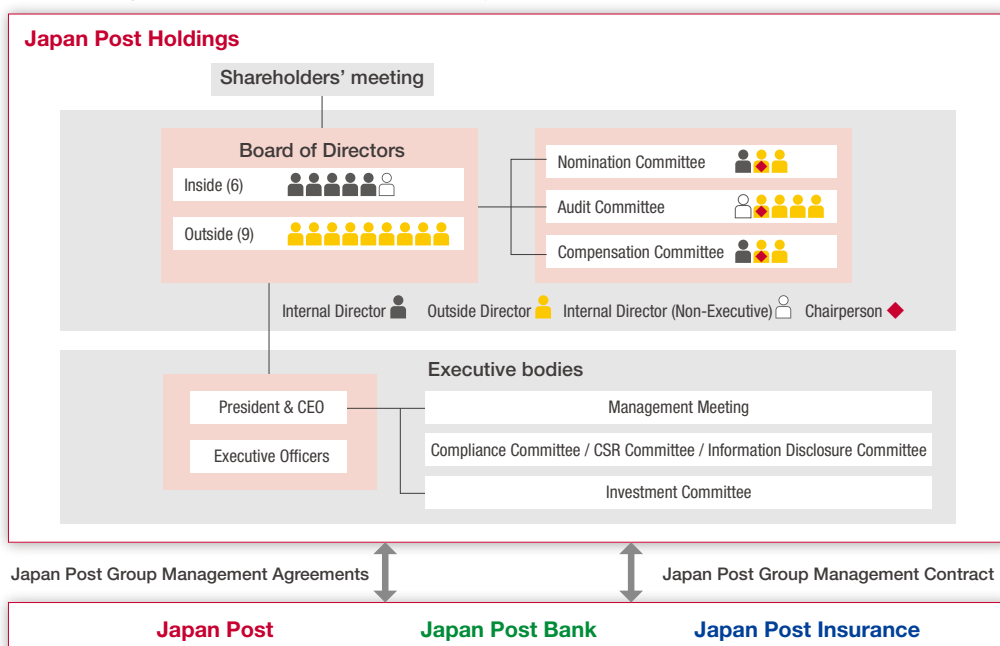 Japan Post Holdings
Shareholders' meeting
Board of Directors
Inside (6)
Outside (9)
Nomination Committee
Audit Committee
Compensation Committee
Internal Director
Outside Director
Internal Director (Non-Executive)
Chairperson
Executive bodies
President & CEO
Executive Officers
Management Meeting
Compliance Committee / CSR Committee / Information Disclosure Committee
Investment Committee
Japan Post Group Management Agreements
Japan Post Group Management Contract
Japan Post
Japan Post Bank
Japan Post Insurance